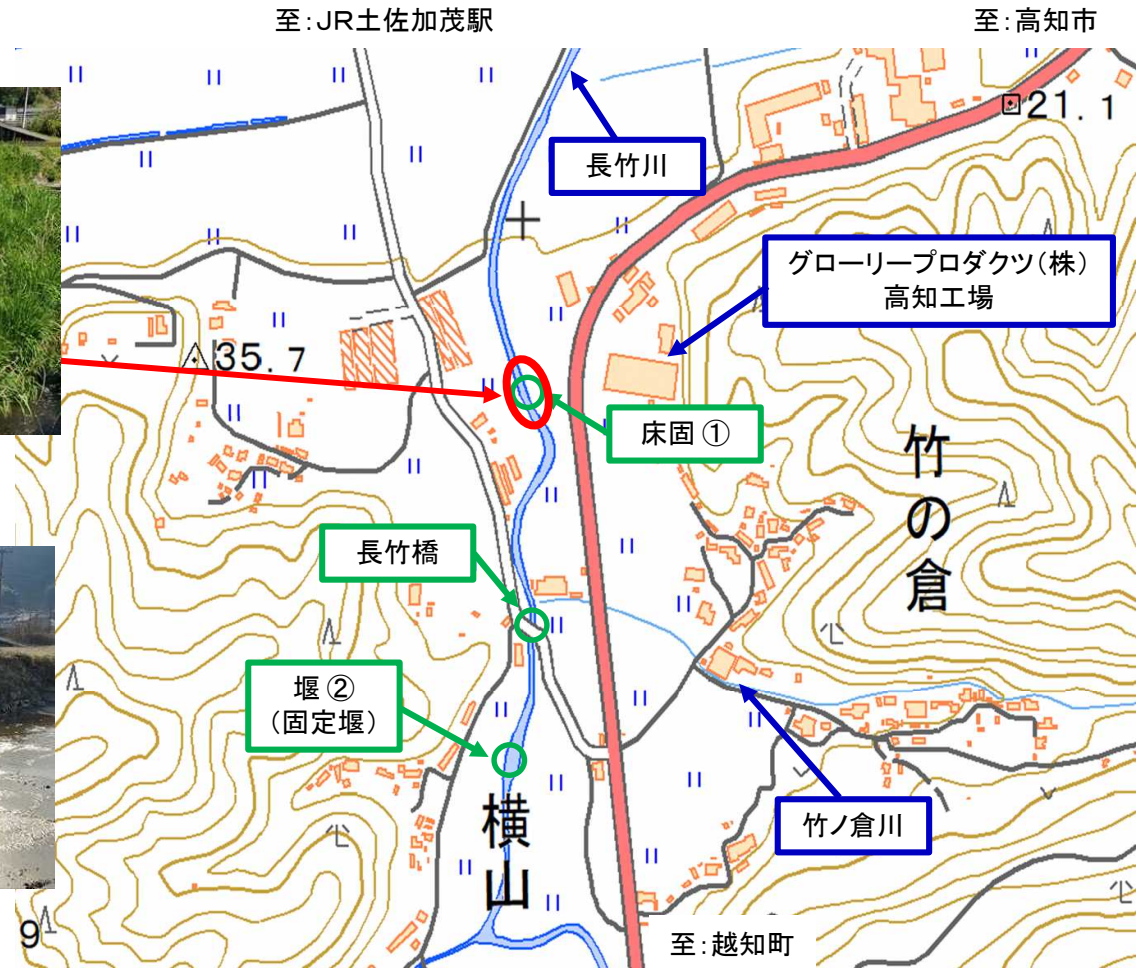 至:JR土佐加茂駅
至:高知市
21.1
長竹川
グローリープロダクツ(株)
高知工場
35.7
床固①
竹の倉
長竹橋
堰②
(固定堰)
横山
竹ノ倉川
9
至:越知町